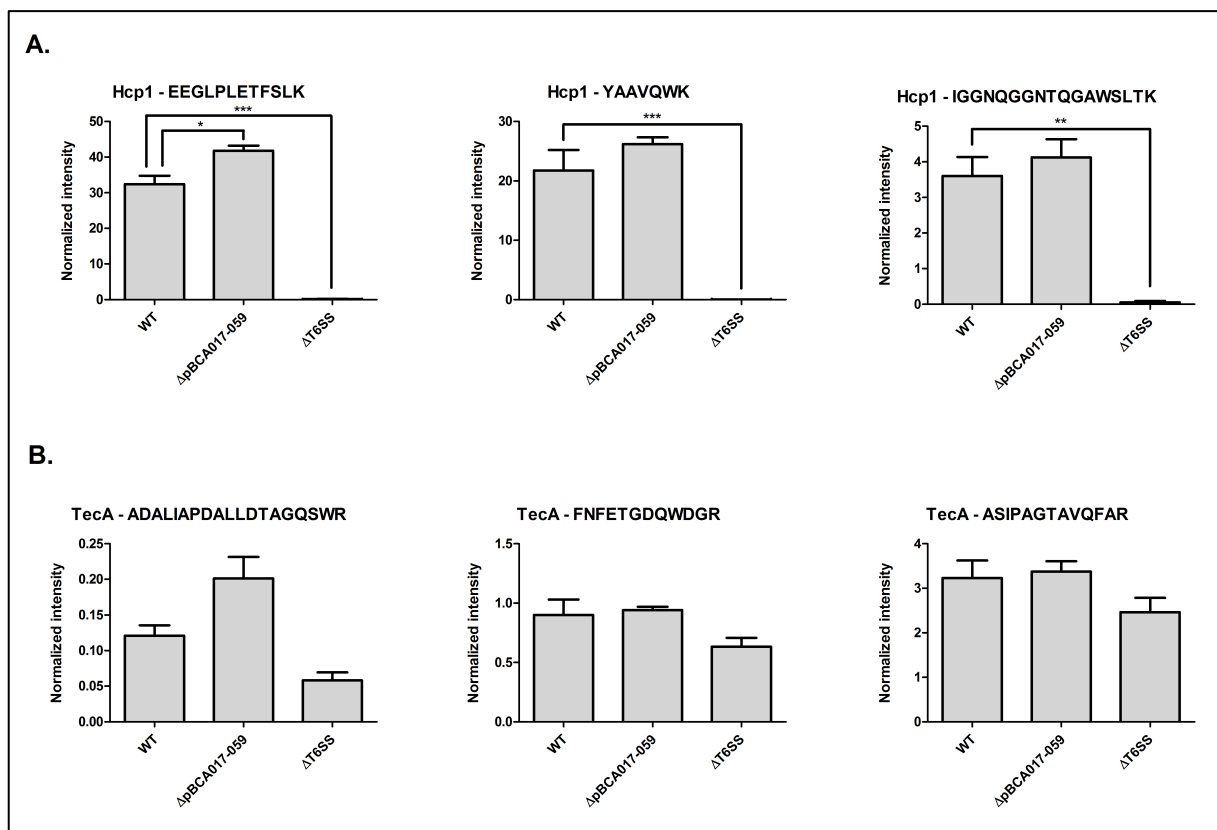 A.
Hcp1 - EEGLPLETFSLK
***
*
Normalized intensity
50
40
30
20
10
0
WT
ΔpBCA017-059
ΔT6SS
Hcp1 - YAAVQWK
***
Normalized intensity
30
20
10
0
WT
ΔpBCA017-059
ΔT6SS
Hcp1 - IGGNQGGNTQGAWSLTK
**
Normalized intensity
5
4
3
2
1
0
WT
ΔpBCA017-059
ΔT6SS
B.
TecA - ADALIAPDALLDTAGQSWR
Normalized intensity
0.25
0.20
0.15
0.10
0.05
0.00
WT
ΔpBCA017-059
ΔT6SS
TecA - FNFETGDQWDGR
Normalized intensity
1.5
1.0
0.5
0.0
WT
ΔpBCA017-059
ΔT6SS
TecA - ASIPAGTAVQFAR
Normalized intensity
4
3
2
1
0
WT
ΔpBCA017-059
ΔT6SS